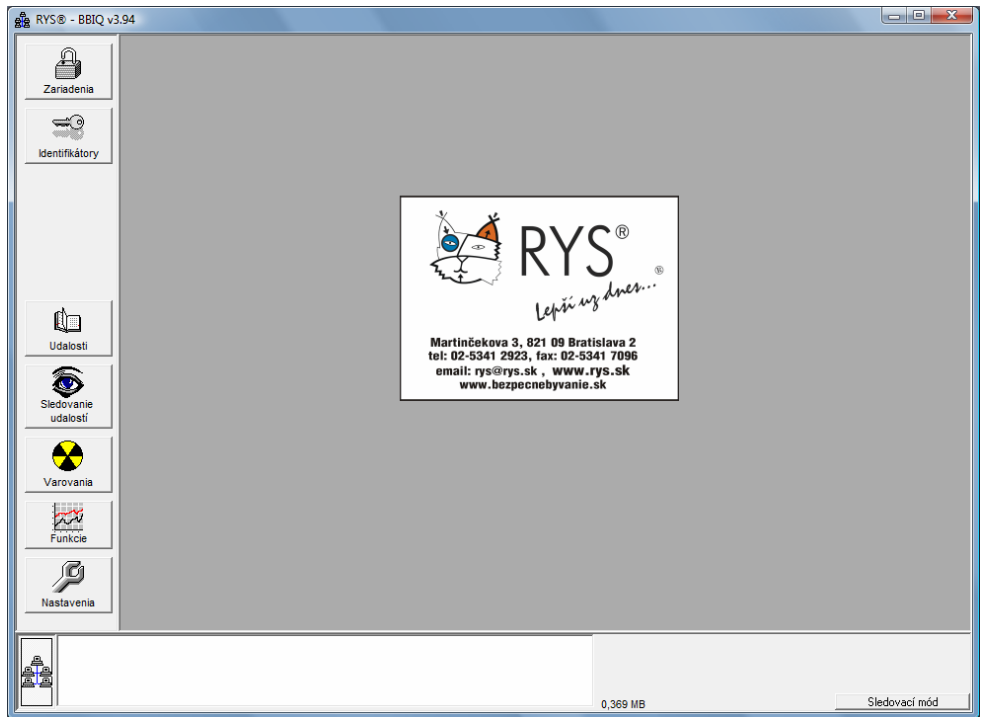 RYS® - BBIQ v3.94
Zariadenia
Identifikátory
Udalosti
Sledovanie
udalostí
Varovania
Funkcie
Nastavenia
RYS®
Lepší uz dnes...®
Martinčekova 3, 821 09 Bratislava 2
tel: 02-5341 2923, fax: 02-5341 7096
email: rys@rys.sk , www.rys.sk
www.bezpecnebyvanie.sk
0,369 MB
Sledovací mód